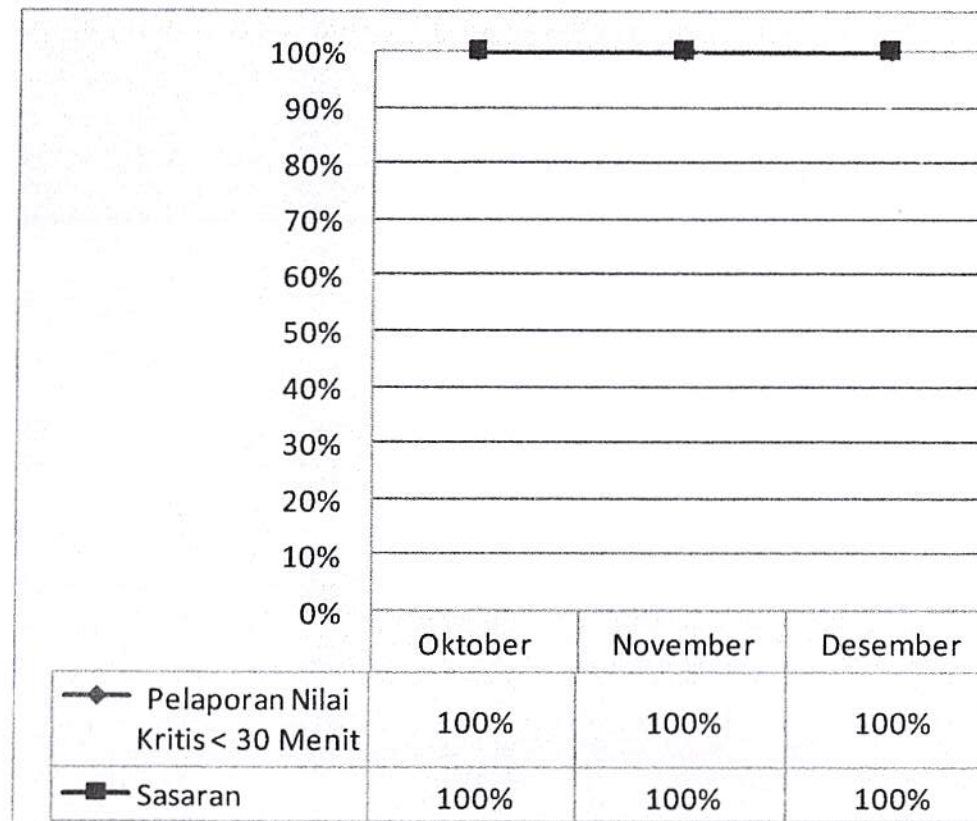 100%
90%
80%
70%
60%
50%
40%
30%
20%
10%
0%
Oktober November Desember
Pelaporan Nilai
Kritis < 30 Menit 100% 100% 100%
Sasaran 100% 100% 100%